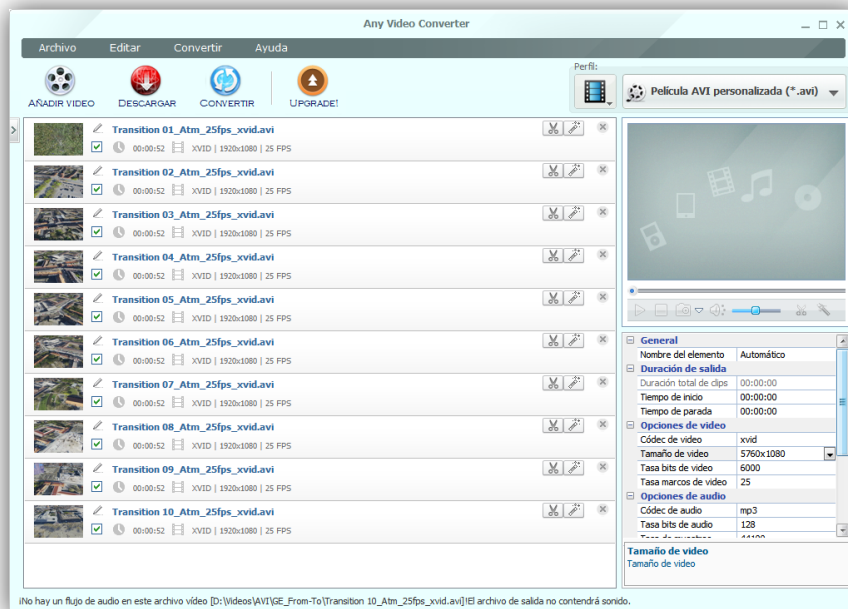 Any Video Converter
Archivo Editar Convertir Ayuda
AÑADIR VIDEO DESCARGAR CONVERTIR UPGRADE!
Perfil:
Película AVI personalizada (*.avi)
Transition 01_Atm_25fps_xvid.avi
00:00:52 XVID | 1920x1080 | 25 FPS
Transition 02_Atm_25fps_xvid.avi
00:00:52 XVID | 1920x1080 | 25 FPS
Transition 03_Atm_25fps_xvid.avi
00:00:52 XVID | 1920x1080 | 25 FPS
Transition 04_Atm_25fps_xvid.avi
00:00:52 XVID | 1920x1080 | 25 FPS
Transition 05_Atm_25fps_xvid.avi
00:00:52 XVID | 1920x1080 | 25 FPS
Transition 06_Atm_25fps_xvid.avi
00:00:52 XVID | 1920x1080 | 25 FPS
Transition 07_Atm_25fps_xvid.avi
00:00:52 XVID | 1920x1080 | 25 FPS
Transition 08_Atm_25fps_xvid.avi
00:00:52 XVID | 1920x1080 | 25 FPS
Transition 09_Atm_25fps_xvid.avi
00:00:52 XVID | 1920x1080 | 25 FPS
Transition 10_Atm_25fps_xvid.avi
00:00:52 XVID | 1920x1080 | 25 FPS
General
Nombre del elemento Automático
Duración de salida
Duración total de clips 00:00:00
Tiempo de inicio 00:00:00
Tiempo de parada 00:00:00
Opciones de video
Códec de video xvid
Tamaño de video 5760x1080
Tasa bits de video 6000
Tasa marcos de video 25
Opciones de audio
Códec de audio mp3
Tasa bits de audio 128
Tasa de muestreo 44100
Tamaño de video
Tamaño de video
¡No hay un flujo de audio en este archivo vídeo [D:\Videos\AVI\GE_From-To\Transition 10_Atm_25fps_xvid.avi]!El archivo de salida no contendrá sonido.